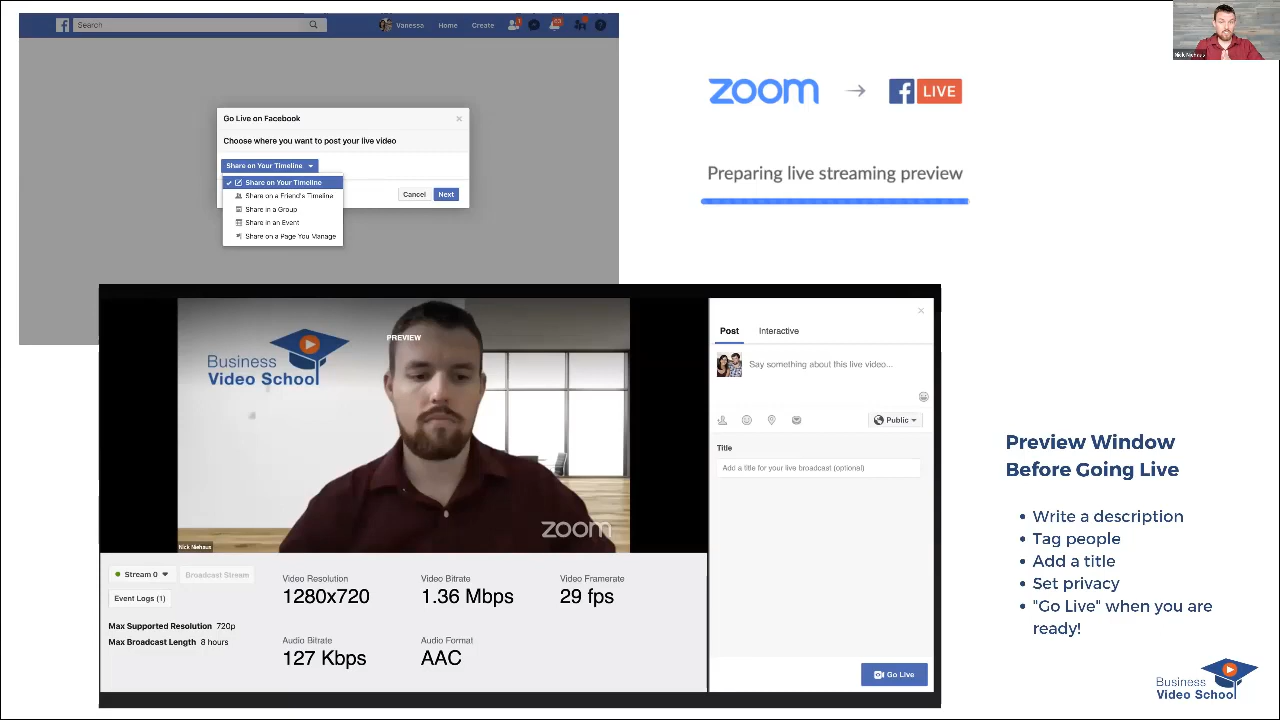 Search
Vanessa
Home
Create
Go Live on Facebook
Choose where you want to post your live video
Share on Your Timeline
Share on Your Timeline
Share on a Friend's Timeline
Share in a Group
Share in an Event
Share on a Page You Manage
Cancel
Next
zoom
LIVE
Preparing live streaming preview
Nick Niehaus
PREVIEW
Business
Video School
zoom
Nick Niehaus
Stream 0
Broadcast Stream
Event Logs (1)
Max Supported Resolution 720p
Max Broadcast Length 8 hours
Video Resolution
1280x720
Video Bitrate
1.36 Mbps
Video Framerate
29 fps
Audio Bitrate
127 Kbps
Audio Format
AAC
Post
Interactive
Say something about this live video...
Public
Title
Add a title for your live broadcast (optional)
Go Live
Preview Window
Before Going Live
• Write a description
• Tag people
• Add a title
• Set privacy
• "Go Live" when you are
ready!
Business
Video School